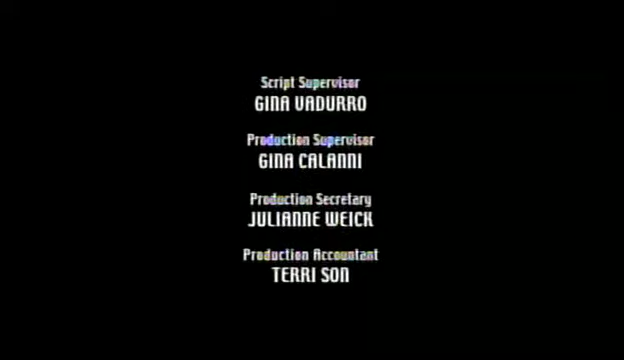 Script Supervisor
GINA VADURRO
Production Supervisor
GINA CALANNI
Production Secretary
JULIANNE WEICK
Production Accountant
TERRI SON